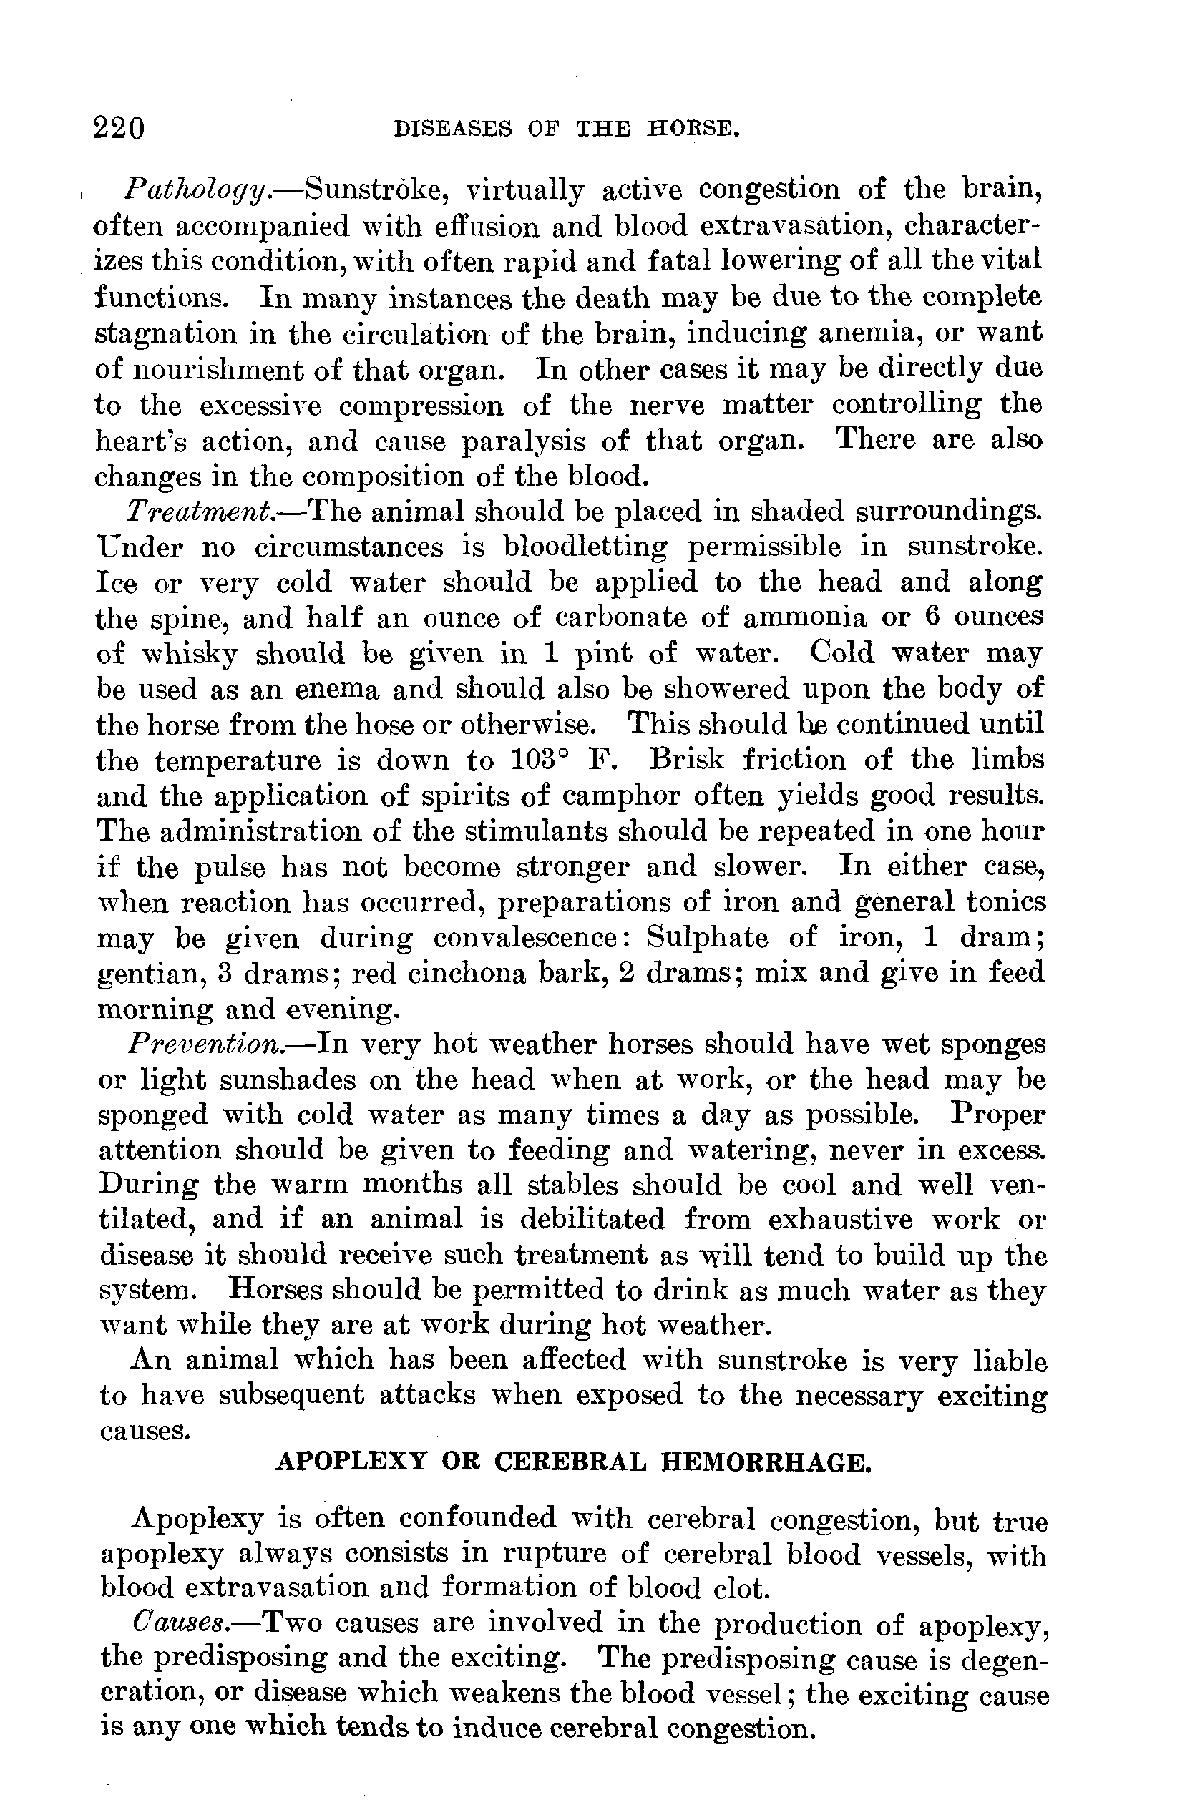 220 DISEASES OF THE HORSE.
Pathology.—Sunstroke, virtually active congestion of the brain,
often accompanied with effusion and blood extravasation, character-
izes this condition, with often rapid and fatal lowering of all the vital
functions. In many instances the death may be due to the complete
stagnation in the circulation of the brain, inducing anemia, or want
of nourishment of that organ. In other cases it may be directly due
to the excessive compression of the nerve matter controlling the
heart's action, and cause paralysis of that organ. There are also
changes in the composition of the blood.
Treatment.—The animal should be placed in shaded surroundings.
Under no circumstances is bloodletting permissible in sunstroke.
Ice or very cold water should be applied to the head and along
the spine, and half an ounce of carbonate of ammonia or 6 ounces
of whisky should be given in 1 pint of water. Cold water may
be used as an enema and should also be showered upon the body of
the horse from the hose or otherwise. This should be continued until
the temperature is down to 103° F. Brisk friction of the limbs
and the application of spirits of camphor often yields good results.
The administration of the stimulants should be repeated in one hour
if the pulse has not become stronger and slower. In either case,
when reaction has occurred, preparations of iron and general tonics
may be given during convalescence: Sulphate of iron, 1 dram;
gentian, 3 drams; red cinchona bark, 2 drams; mix and give in feed
morning and evening.
Prevention.—In very hot weather horses should have wet sponges
or light sunshades on the head when at work, or the head may be
sponged with cold water as many times a day as possible. Proper
attention should be given to feeding and watering, never in excess.
During the warm months all stables should be cool and well ven-
tilated, and if an animal is debilitated from exhaustive work or
disease it should receive such treatment as will tend to build up the
system. Horses should be permitted to drink as much water as they
want while they are at work during hot weather.
An animal which has been affected with sunstroke is very liable
to have subsequent attacks when exposed to the necessary exciting
causes.
APOPLEXY OR CEREBRAL HEMORRHAGE.
Apoplexy is often confounded with cerebral congestion, but true
apoplexy always consists in rupture of cerebral blood vessels, with
blood extravasation and formation of blood clot.
Causes.—Two causes are involved in the production of apoplexy,
the predisposing and the exciting. The predisposing cause is degen-
eration, or disease which weakens the blood vessel; the exciting cause
is any one which tends to induce cerebral congestion.